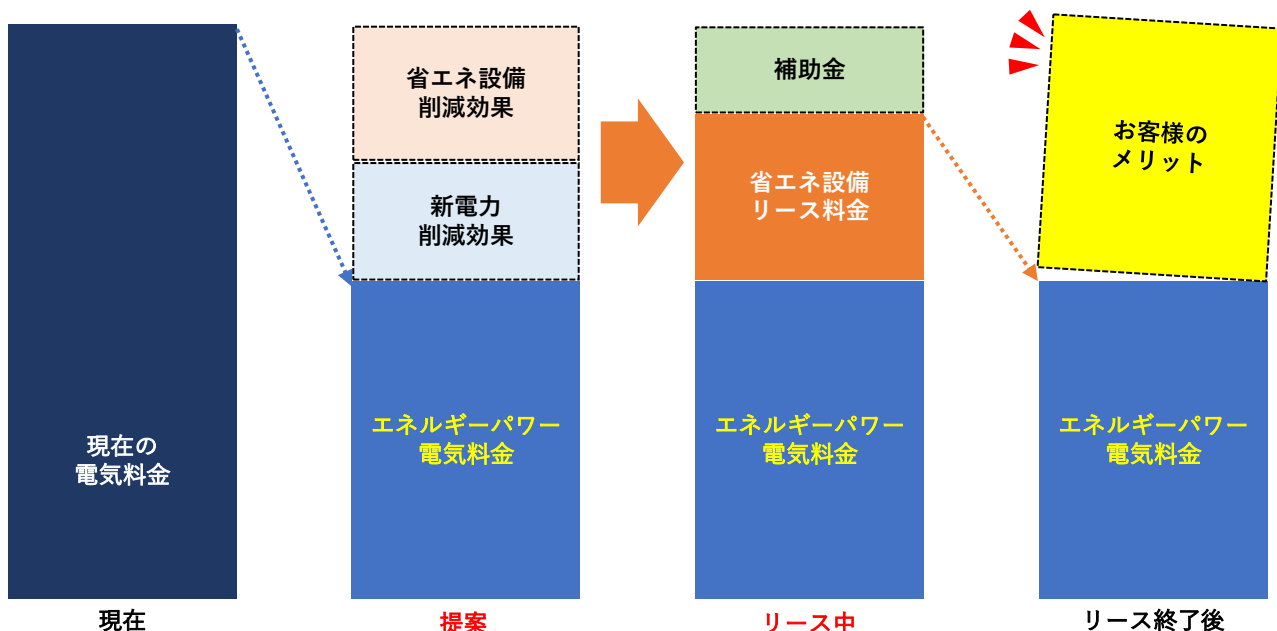 現在の
電気料金
現在
省エネ設備
削減効果
新電力
削減効果
エネルギーパワー
電気料金
提案
補助金
省エネ設備
リース料金
エネルギーパワー
電気料金
リース中
お客様の
メリット
エネルギーパワー
電気料金
リース終了後